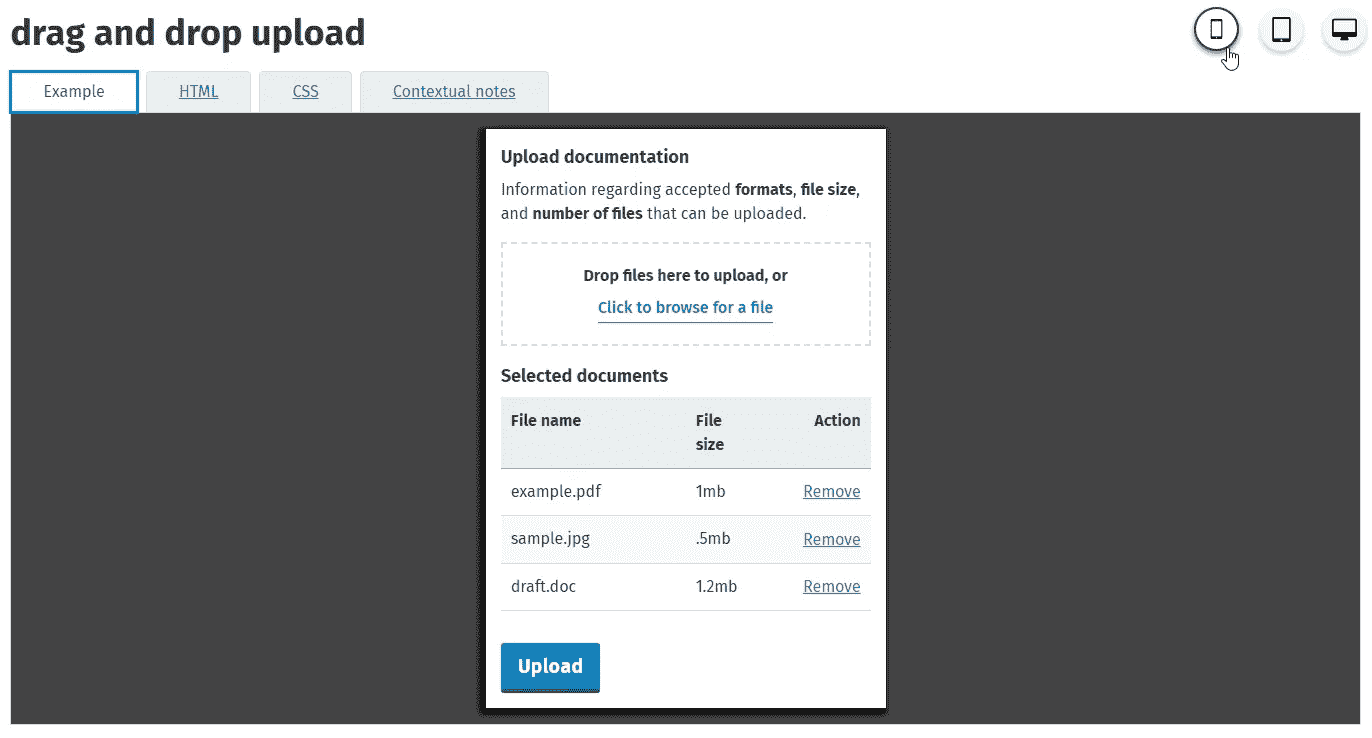 drag and drop upload
Example HTML CSS Contextual notes
Upload documentation
Information regarding accepted formats, file size,
and number of files that can be uploaded.
Drop files here to upload, or
Click to browse for a file
Selected documents
File name File size Action
example.pdf 1mb Remove
sample.jpg .5mb Remove
draft.doc 1.2mb Remove
Upload